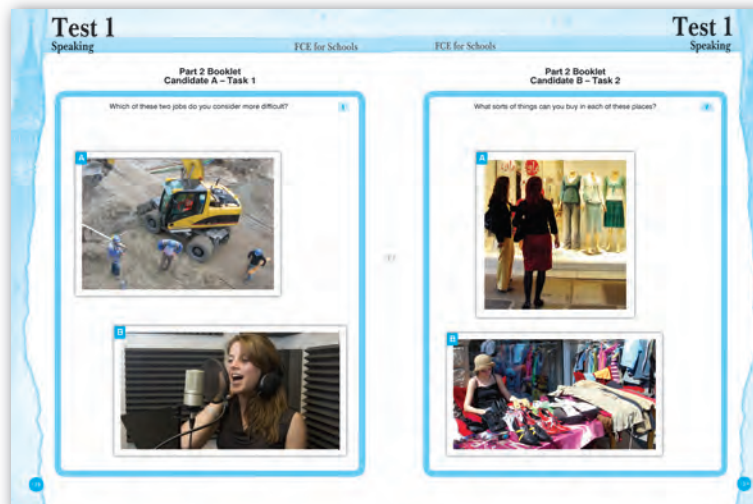 Test 1
Speaking
FCE for Schools
Part 2 Booklet
Candidate A – Task 1
Which of these two jobs do you consider more difficult?
1
A
B
FCE for Schools
Test 1
Speaking
Part 2 Booklet
Candidate B – Task 2
What sorts of things can you buy in each of these places?
A
B